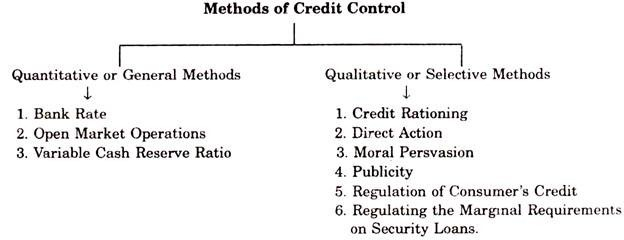 Methods of Credit Control
Quantitative or General Methods
1. Bank Rate
2. Open Market Operations
3. Variable Cash Reserve Ratio
Qualitative or Selective Methods
1. Credit Rationing
2. Direct Action
3. Moral Persvasion
4. Publicity
5. Regulation of Consumer's Credit
6. Regulating the Marginal Requirements
on Security Loans.